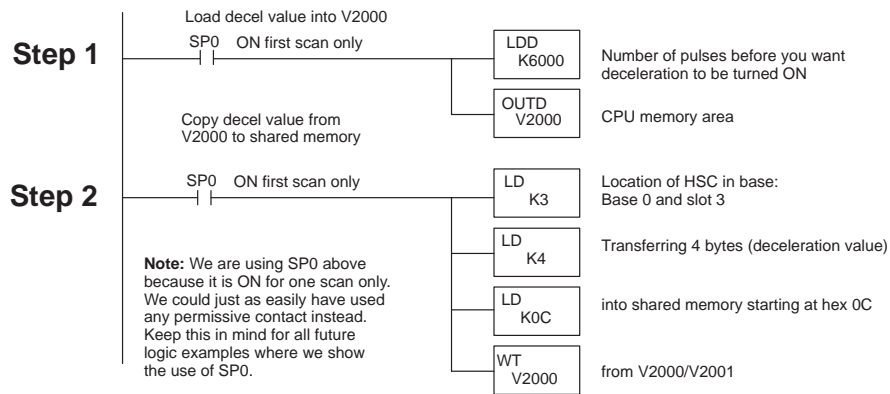 Load decel value into V2000
Step 1
SP0 ON first scan only
LDD
K6000
Number of pulses before you want
deceleration to be turned ON
OUTD
V2000
CPU memory area
Copy decel value from
V2000 to shared memory
Step 2
SP0 ON first scan only
LD
K3
Location of HSC in base:
Base 0 and slot 3
LD
K4
Transferring 4 bytes (deceleration value)
Note: We are using SP0 above
because it is ON for one scan only.
We could just as easily have used
any permissive contact instead.
Keep this in mind for all future
logic examples where we show
the use of SP0.
LD
K0C
into shared memory starting at hex 0C
WT
V2000
from V2000/V2001